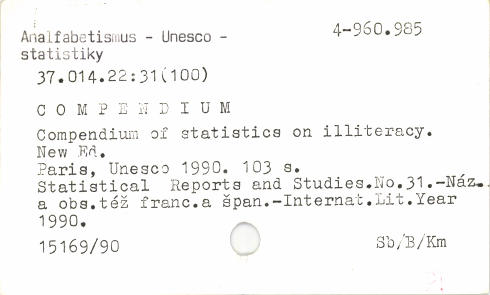 Analfabetismus - Unesco -
statistiky
4-960.985
37.014.22:31(100)
C O M P E N D I U M
Compendium of statistics on illiteracy.
New Ed.
Paris, Unesco 1990. 103 s.
Statistical Reports and Studies.No.31.-Náz.
a obs.též franc.a špan.-Internat.Lit.Year
1990.
15169/90
Sb/B/Km